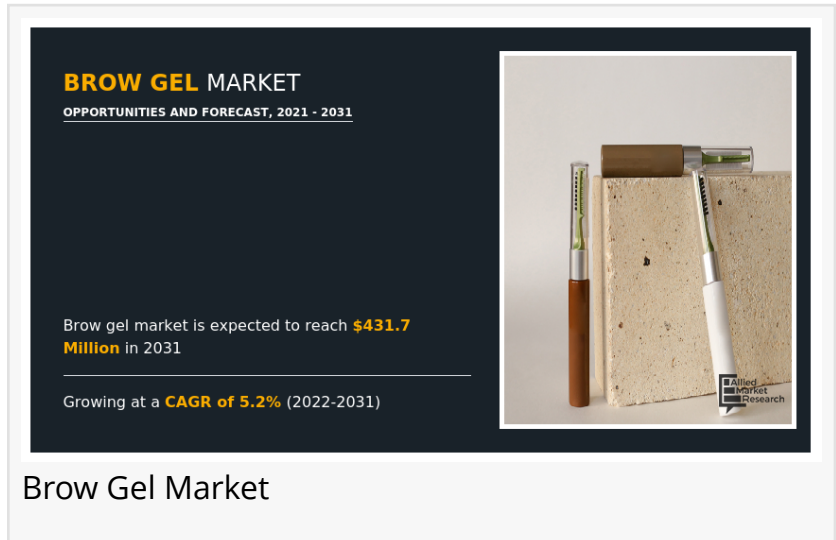 BROW GEL MARKET
OPPORTUNITIES AND FORECAST, 2021 - 2031
Brow gel market is expected to reach $431.7
Million in 2031
Growing at a CAGR of 5.2% (2022-2031)
Allied
Market
Research
Brow Gel Market